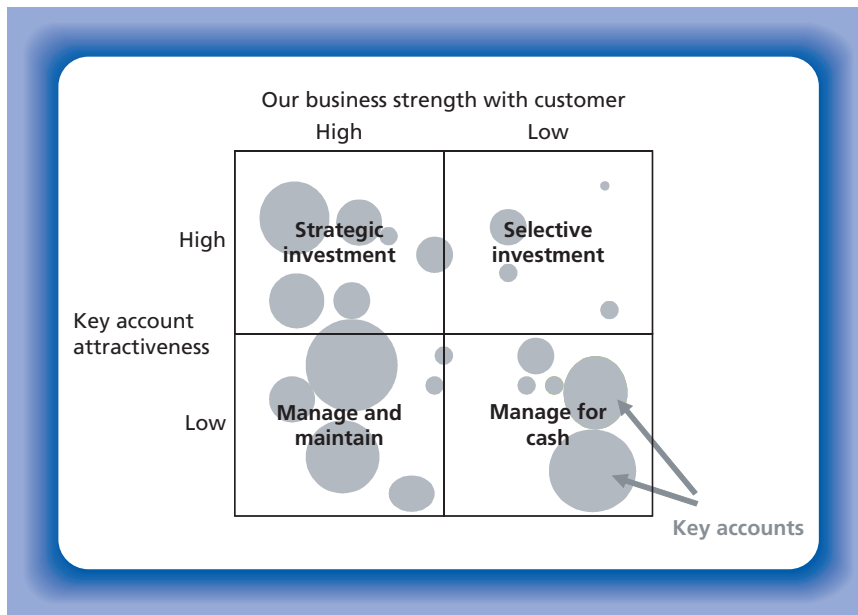 Our business strength with customer
High Low
High
Strategic
investment
Selective
investment
Key account
attractiveness
Low
Manage and
maintain
Manage for
cash
Key accounts